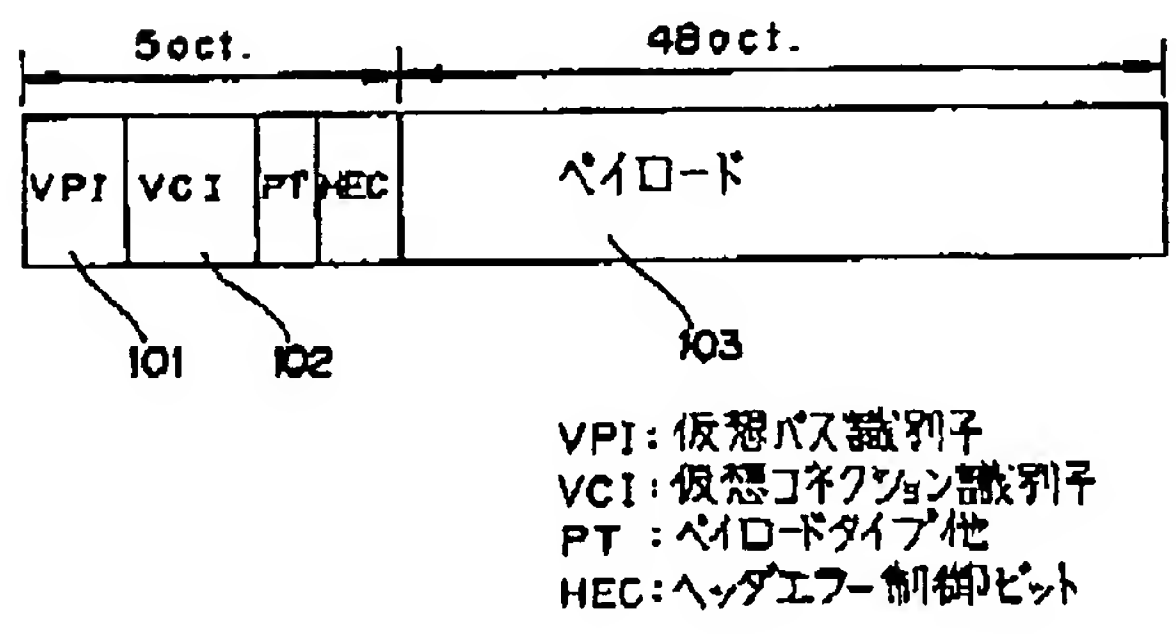 5oct. 48oct.
VPI VCI PT HEC ペイロード
101 102 103
VPI:仮想パス識別子
VCI:仮想コネクション識別子
PT :ペイロードタイプ他
HEC:ヘッダエラー制御ビット